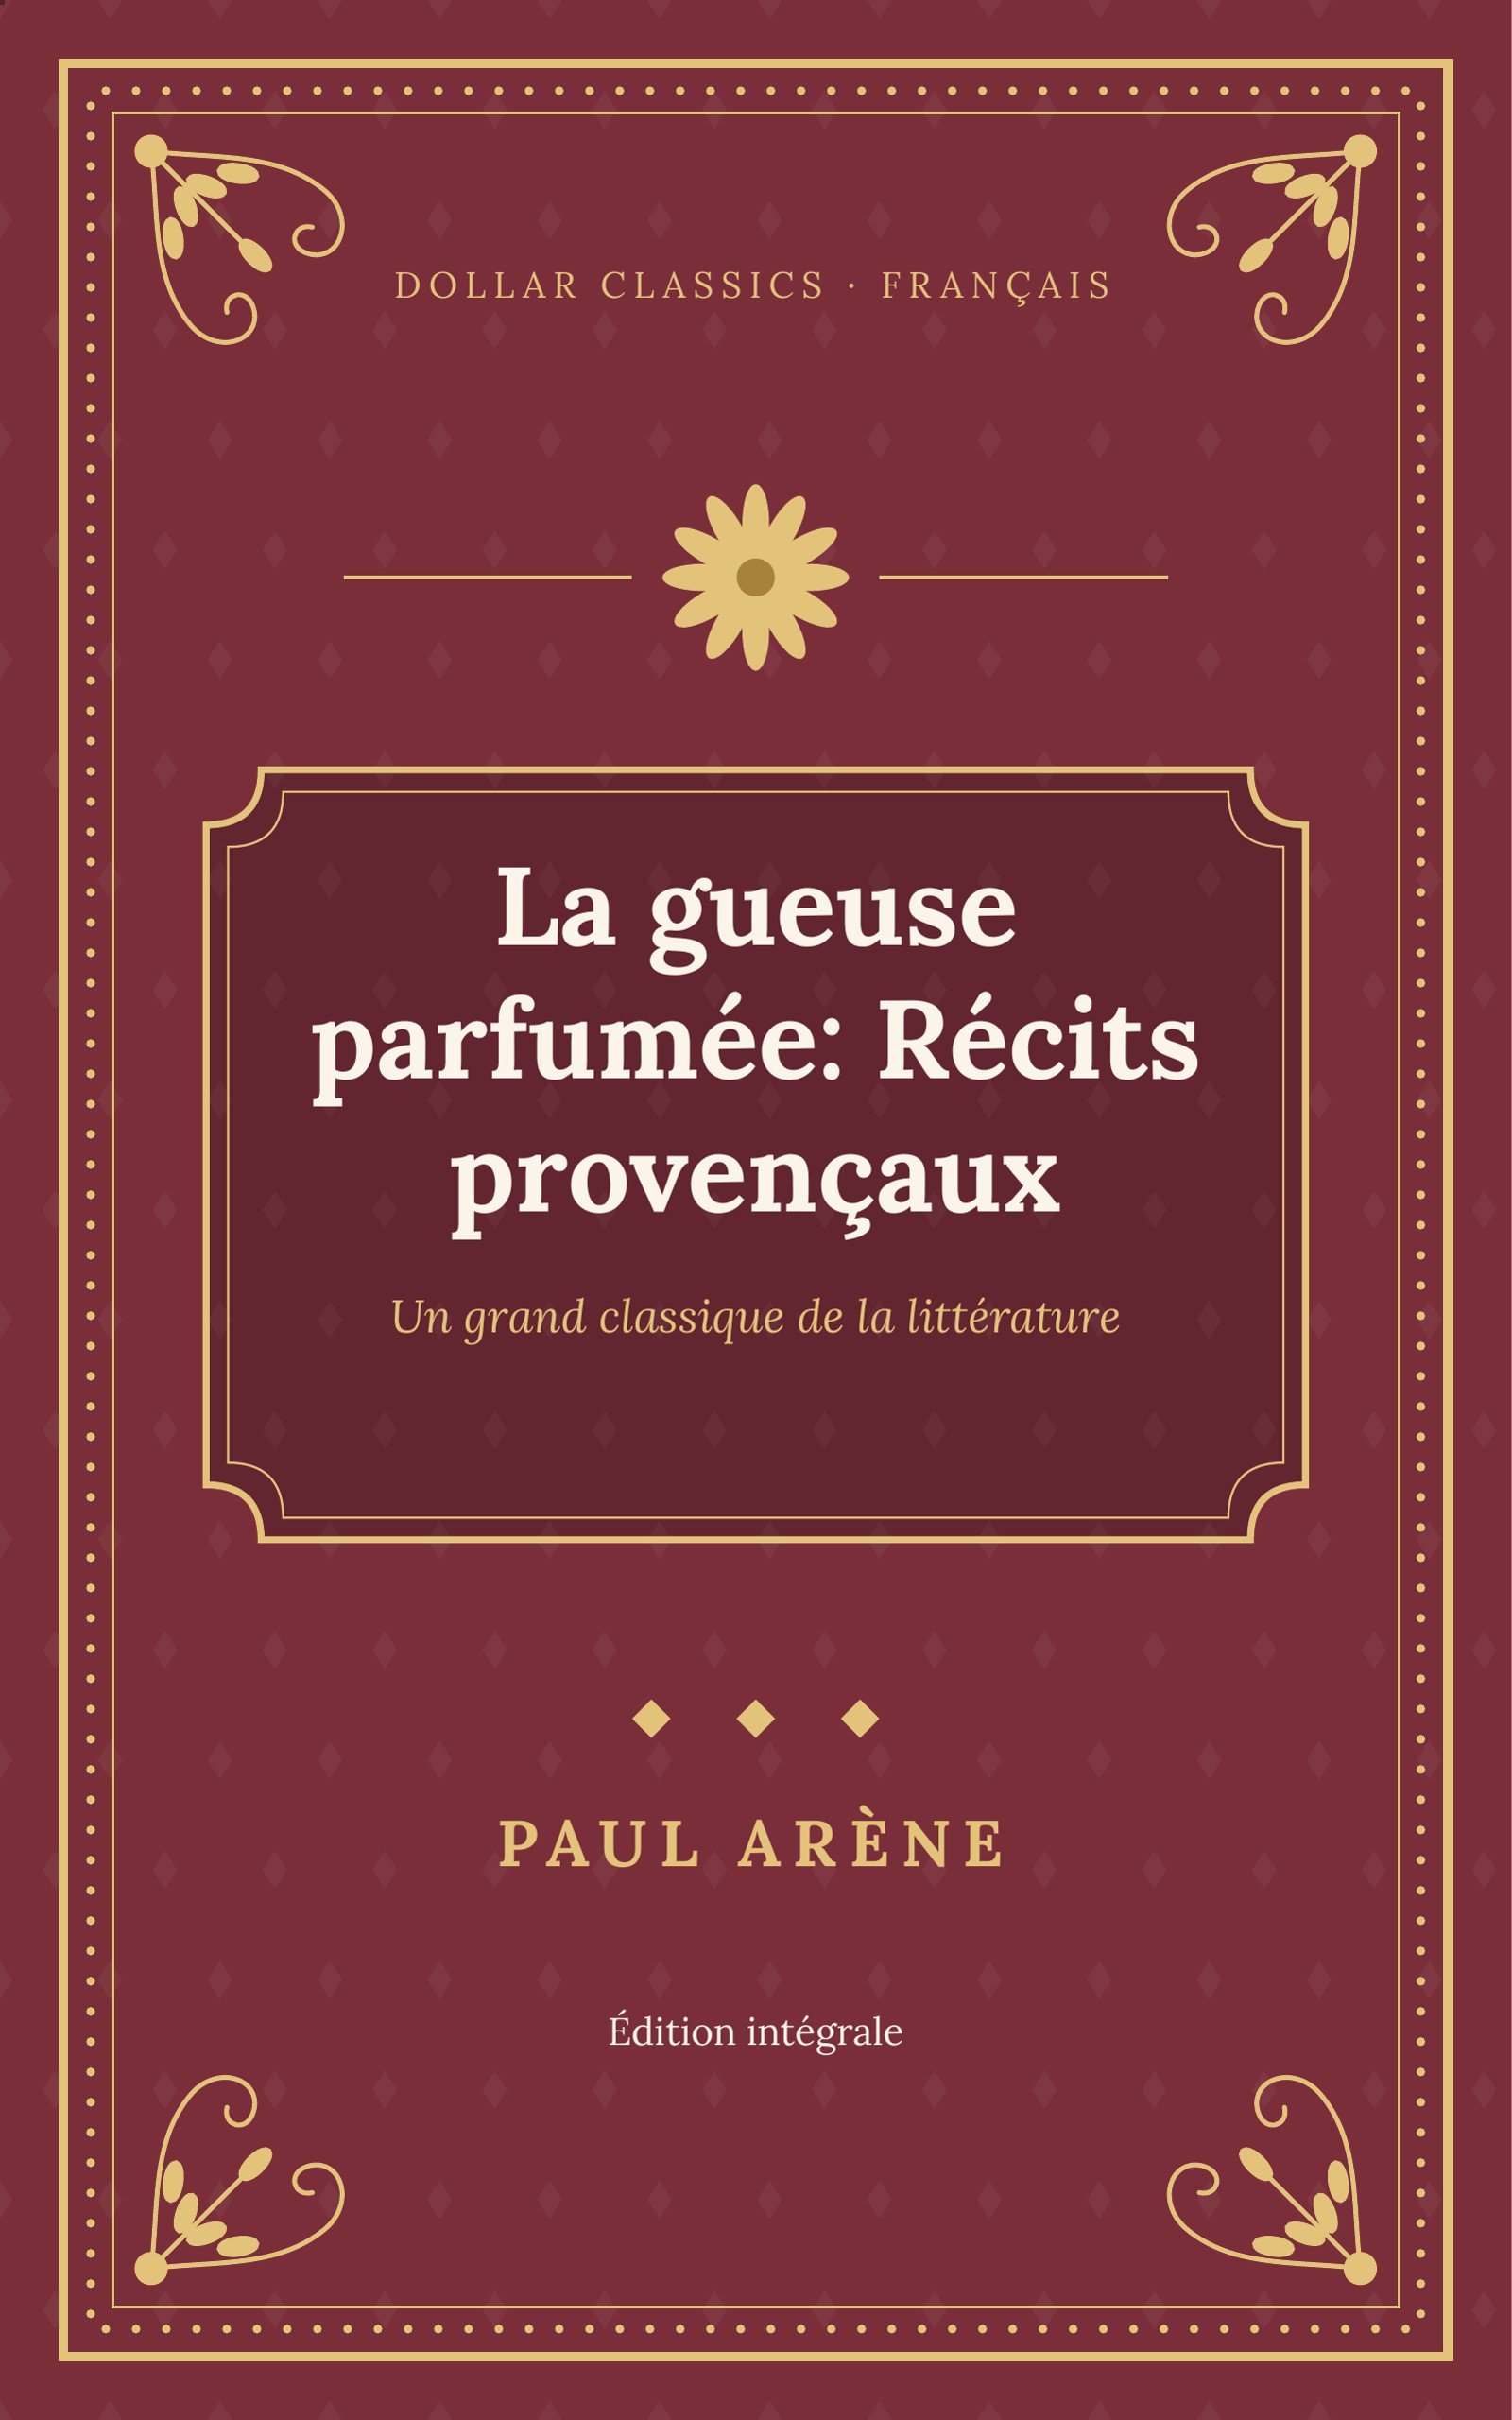 DOLLAR CLASSICS · FRANÇAIS
La gueuse
parfumée: Récits
provençaux
Un grand classique de la littérature
PAUL ARÈNE
Édition intégrale